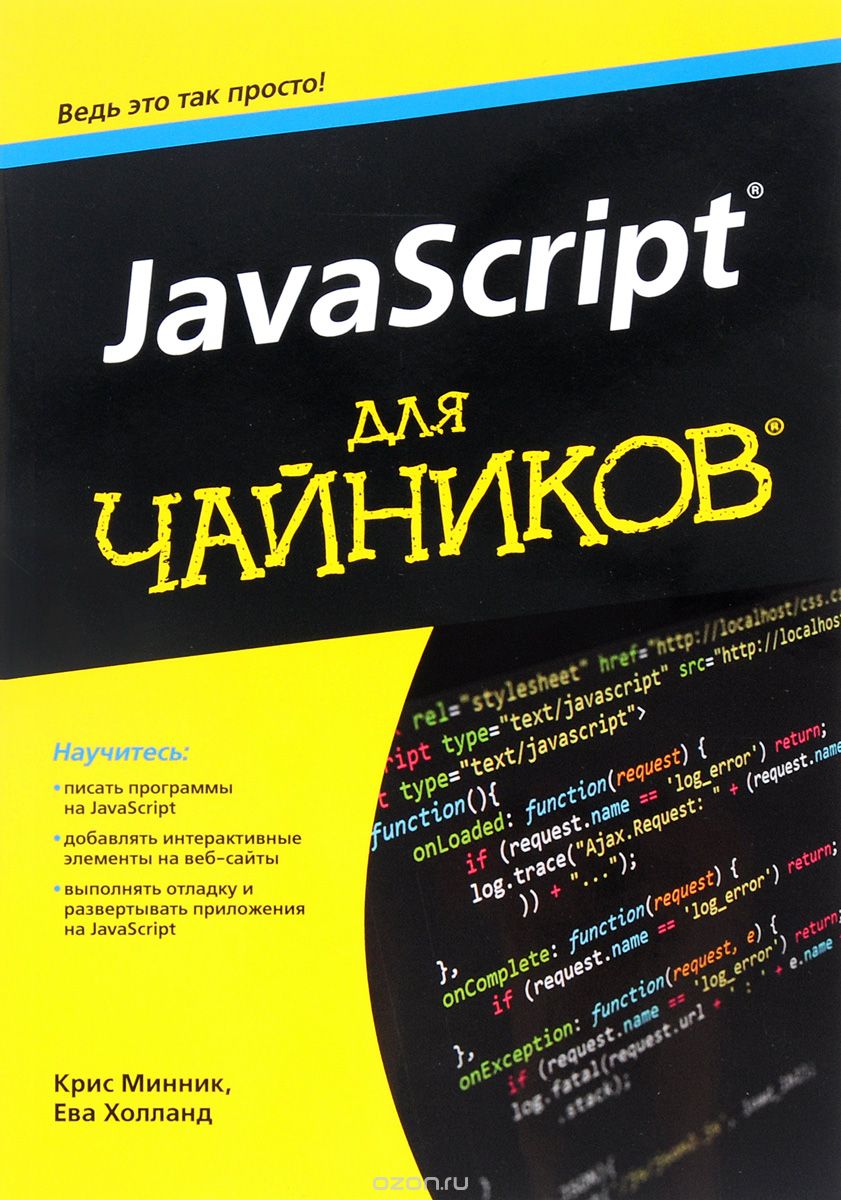 Ведь это так просто!
JavaScript®
для
ЧАЙНИКОВ®
rel="stylesheet" href="http://localhost/css.cs
ript type="text/javascript" src="http://localhos
t type="text/javascript">
function(){
onLoaded: function(request) {
if (request.name == 'log_error') return;
log.trace("Ajax.Request: " + (request.name
)) + "...");
},
onComplete: function(request) {
if (request.name == 'log_error') return;
},
onException: function(request, e) {
if (request.name == 'log_error') return;
log.fatal(request.url + ' : ' + e.name
.stack);
}
Научитесь:
• писать программы
на JavaScript
• добавлять интерактивные
элементы на веб-сайты
• выполнять отладку и
развертывать приложения
на JavaScript
Крис Минник,
Ева Холланд
ozon.ru